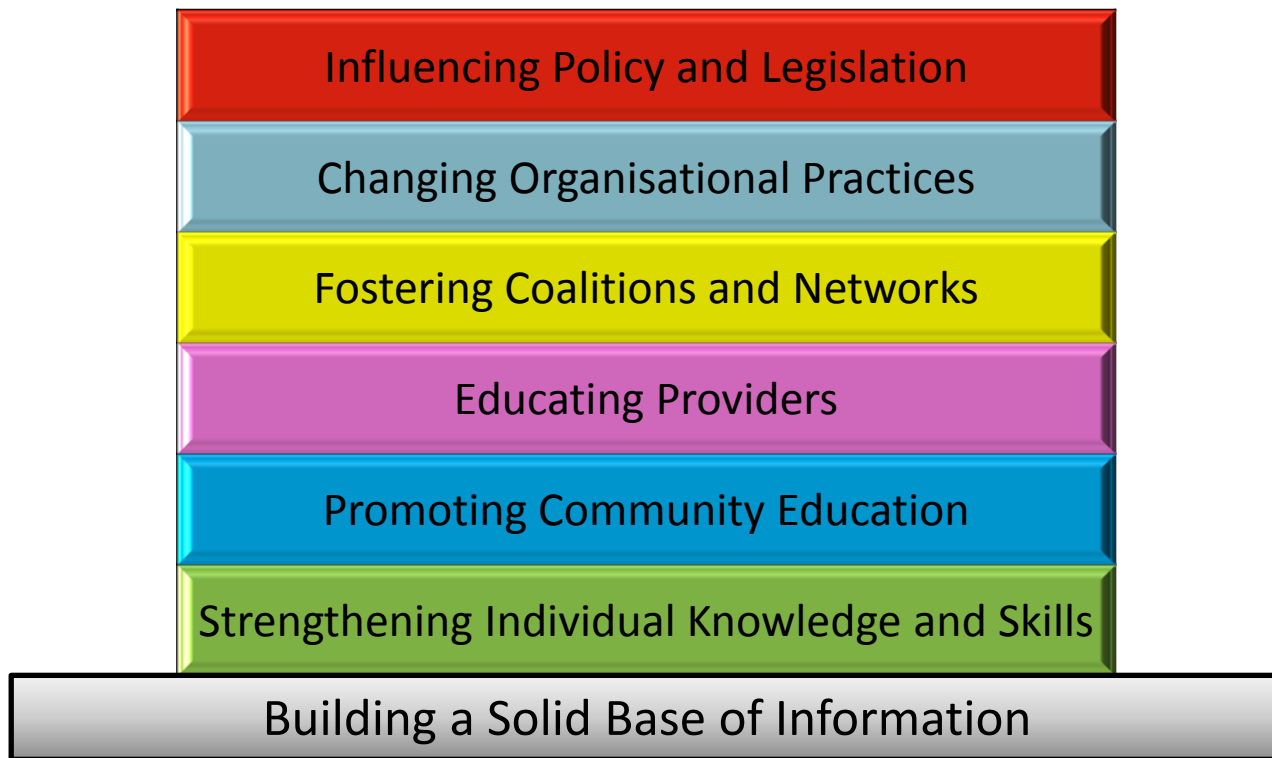 Influencing Policy and Legislation
Changing Organisational Practices
Fostering Coalitions and Networks
Educating Providers
Promoting Community Education
Strengthening Individual Knowledge and Skills
Building a Solid Base of Information